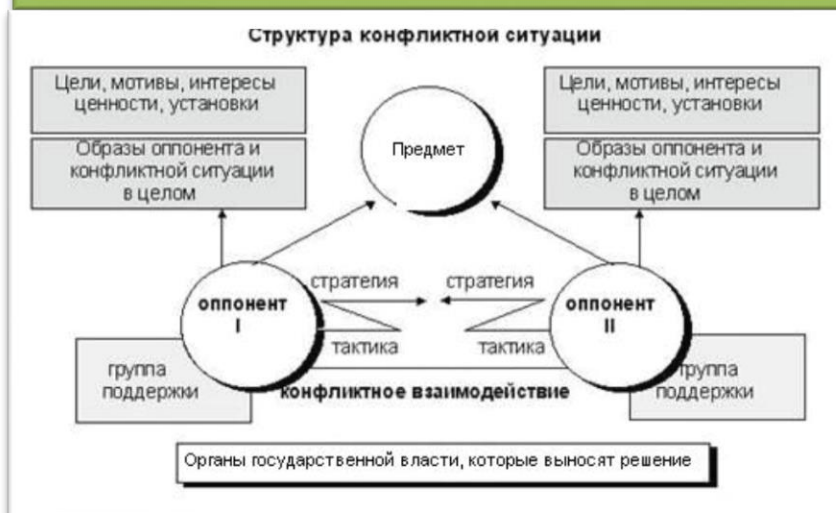 Структура конфликтной ситуации
Цели, мотивы, интересы
ценности, установки
Образы оппонента и
конфликтной ситуации
в целом
Предмет
Цели, мотивы, интересы
ценности, установки
Образы оппонента и
конфликтной ситуации
в целом
оппонент
I
стратегия
стратегия
тактика
тактика
оппонент
II
группа
поддержки
конфликтное взаимодействие
группа
поддержки
Органы государственной власти, которые выносят решение